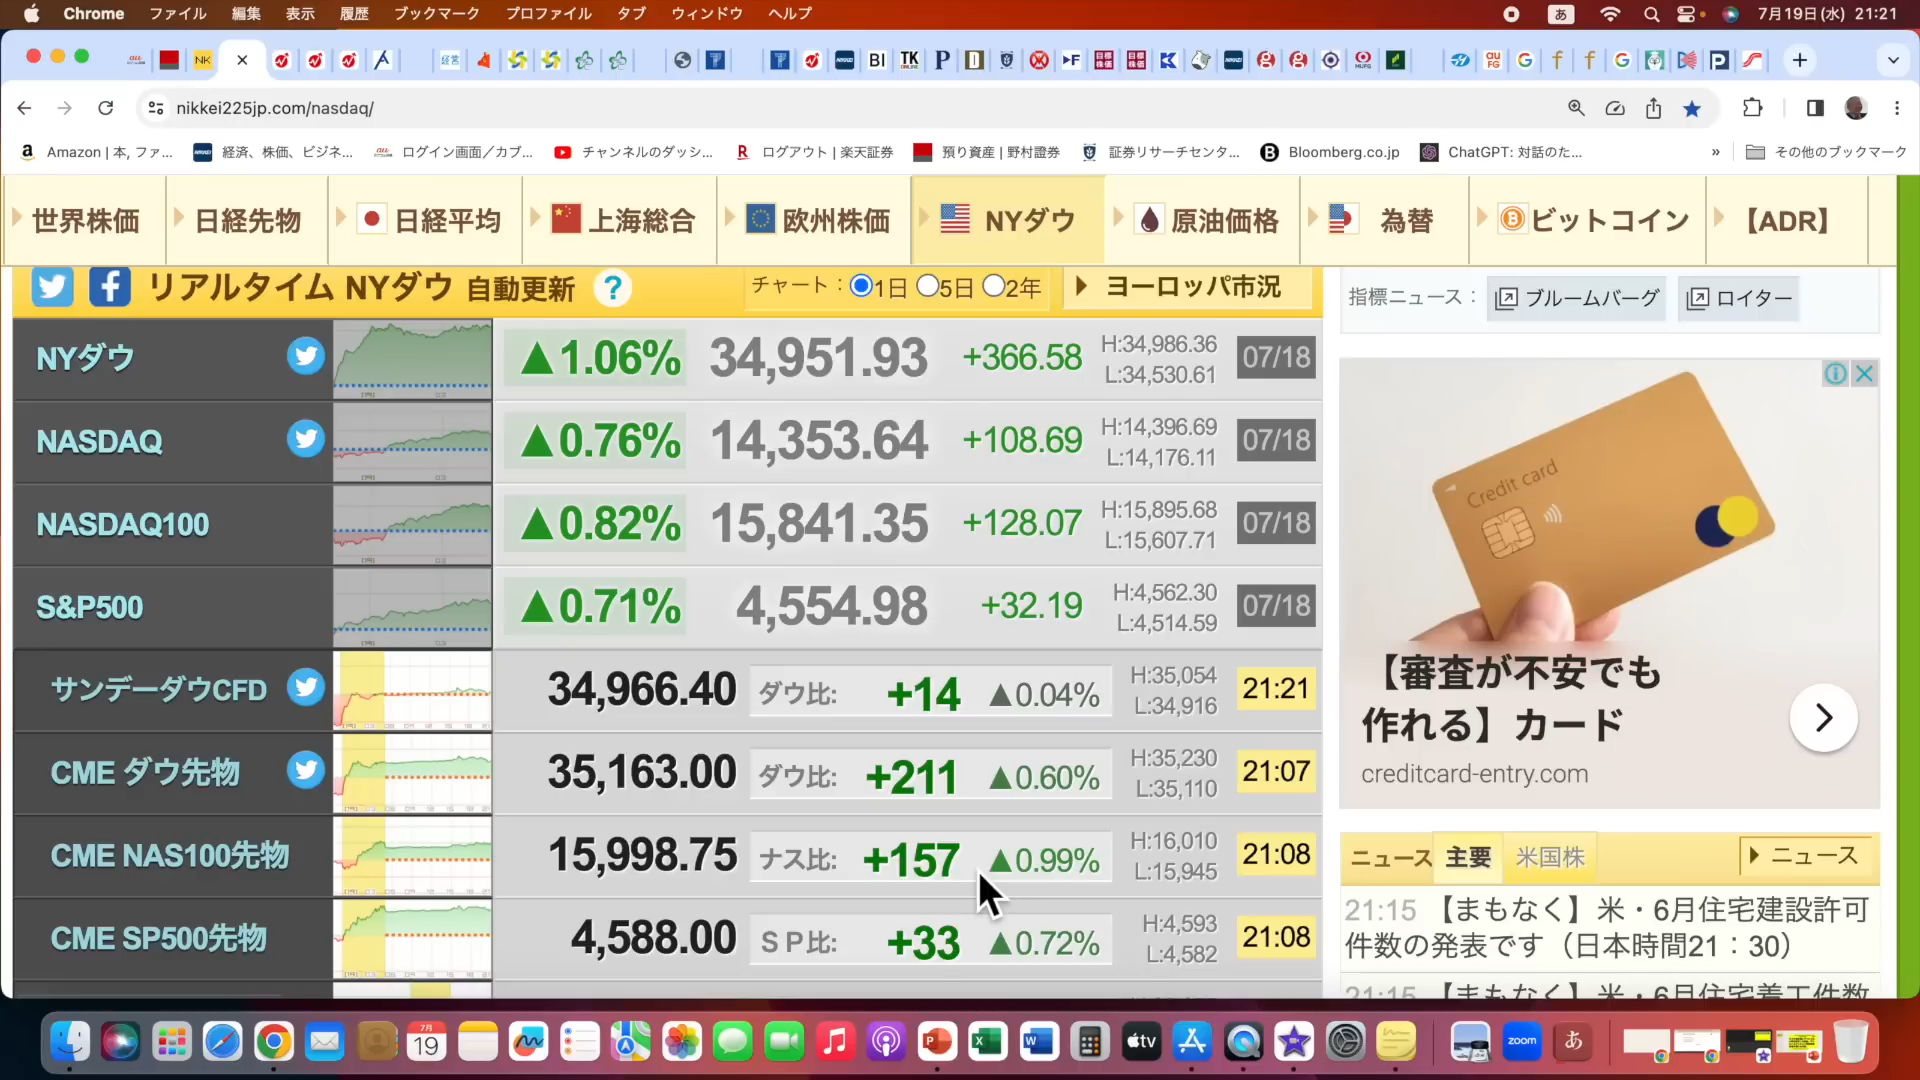 Chrome ファイル 編集 表示 履歴 ブックマーク プロファイル タブ ウィンドウ ヘルプ あ 7月19日(水) 21:21
nikkei225jp.com/nasdaq/
Amazon | 本, ファ... 経済、株価、ビジネ... ログイン画面／カブ... チャンネルのダッシ... ログアウト | 楽天証券 預り資産 | 野村證券 証券リサーチセンタ... Bloomberg.co.jp ChatGPT: 対話のた... » その他のブックマーク
世界株価 日経先物 日経平均 上海総合 欧州株価 NYダウ 原油価格 為替 ビットコイン 【ADR】
リアルタイム NYダウ 自動更新 ? チャート： 1日 5日 2年 ヨーロッパ市況
指標ニュース： ブルームバーグ ロイター
NYダウ ▲1.06% 34,951.93 +366.58 H:34,986.36 07/18
L:34,530.61
NASDAQ ▲0.76% 14,353.64 +108.69 H:14,396.69 07/18
L:14,176.11
NASDAQ100 ▲0.82% 15,841.35 +128.07 H:15,895.68 07/18
L:15,607.71
S&P500 ▲0.71% 4,554.98 +32.19 H:4,562.30 07/18
L:4,514.59
サンデーダウCFD 34,966.40 ダウ比: +14 ▲0.04% H:35,054 21:21
L:34,916
CME ダウ先物 35,163.00 ダウ比: +211 ▲0.60% H:35,230 21:07
L:35,110
CME NAS100先物 15,998.75 ナス比: +157 ▲0.99% H:16,010 21:08
L:15,945
CME SP500先物 4,588.00 ＳＰ比: +33 ▲0.72% H:4,593 21:08
L:4,582
Credit card
【審査が不安でも
作れる】カード
creditcard-entry.com
ニュース 主要 米国株 ニュース
21:15 【まもなく】米・6月住宅建設許可
件数の発表です（日本時間21：30）
21:15 【まもなく】米・6月住宅着工件数
7月
19
tv
zoom
あ